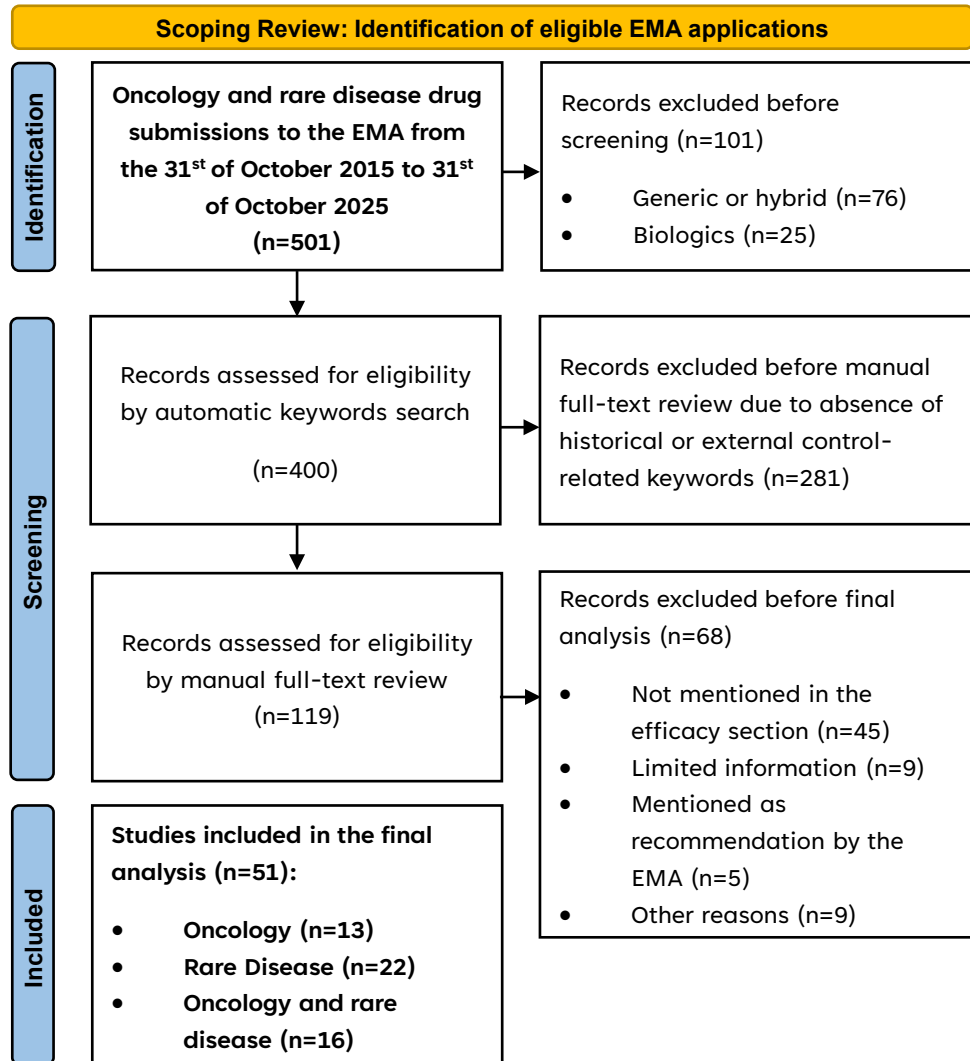 Scoping Review: Identification of eligible EMA applications
Identification
Oncology and rare disease drug
submissions to the EMA from
the 31st of October 2015 to 31st
of October 2025
(n=501)
Records excluded before
screening (n=101)
• Generic or hybrid (n=76)
• Biologics (n=25)
Screening
Records assessed for eligibility
by automatic keywords search
(n=400)
Records excluded before manual
full-text review due to absence of
historical or external control-
related keywords (n=281)
Records assessed for eligibility
by manual full-text review
(n=119)
Records excluded before final
analysis (n=68)
• Not mentioned in the
efficacy section (n=45)
• Limited information (n=9)
• Mentioned as
recommendation by the
EMA (n=5)
• Other reasons (n=9)
Included
Studies included in the final
analysis (n=51):
• Oncology (n=13)
• Rare Disease (n=22)
• Oncology and rare
disease (n=16)